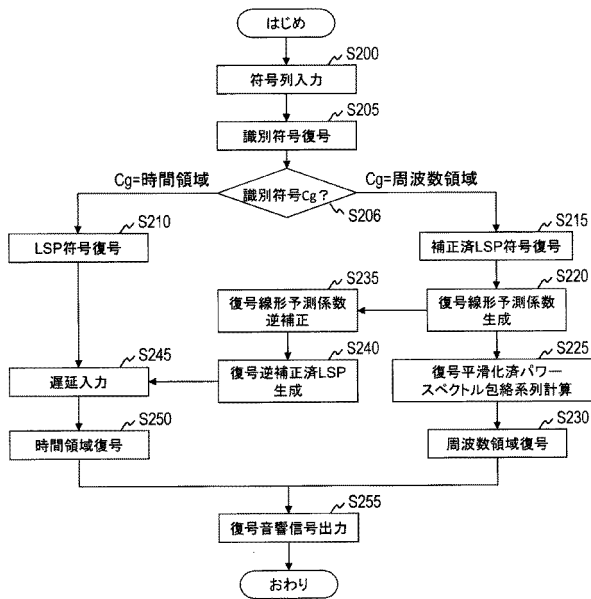 はじめ
S200
符号列入力
S205
識別符号復号
Cg=時間領域
識別符号Cg?
Cg=周波数領域
S206
S210
LSP符号復号
S215
補正済LSP符号復号
S235
復号線形予測係数
逆補正
S220
復号線形予測係数
生成
S245
遅延入力
S240
復号逆補正済LSP
生成
S225
復号平滑化済パワー
スペクトル包絡系列計算
S250
時間領域復号
S230
周波数領域復号
S255
復号音響信号出力
おわり